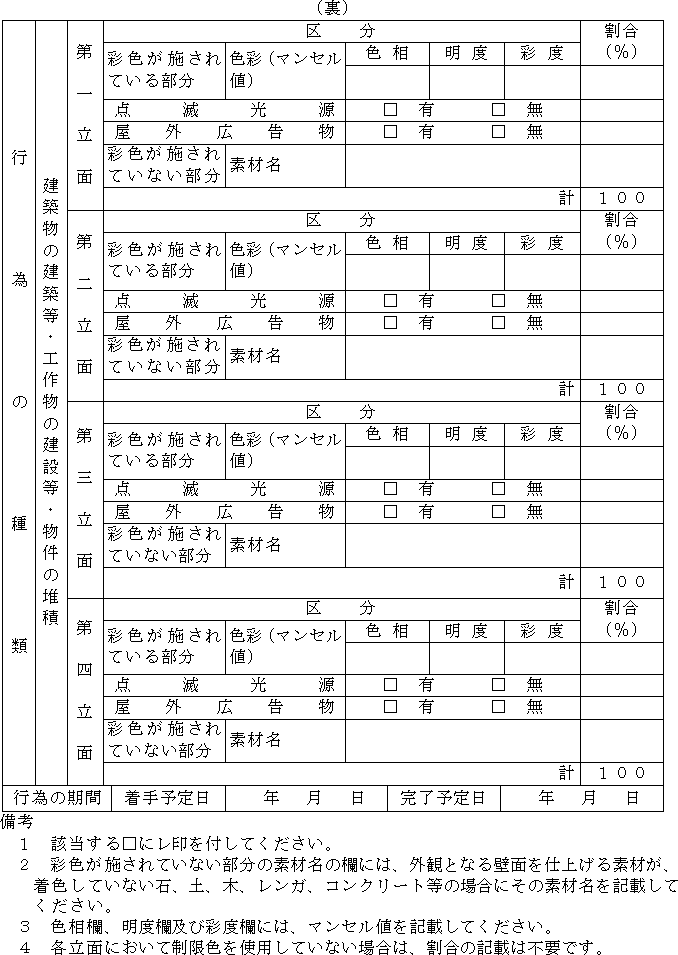 （裏）
行為の種類
建築物の建築等・工作物の建設等・物件の堆積
第一立面
区　分
割合
（％）
彩色が施され
ている部分
色彩（マンセル
値）
色 相
明 度
彩 度
点滅光源
□ 有
□ 無
屋外広告物
□ 有
□ 無
彩色が施され
ていない部分
素材名
計
１００
第二立面
区　分
割合
（％）
彩色が施され
ている部分
色彩（マンセル
値）
色 相
明 度
彩 度
点滅光源
□ 有
□ 無
屋外広告物
□ 有
□ 無
彩色が施され
ていない部分
素材名
計
１００
第三立面
区　分
割合
（％）
彩色が施され
ている部分
色彩（マンセル
値）
色 相
明 度
彩 度
点滅光源
□ 有
□ 無
屋外広告物
□ 有
□ 無
彩色が施され
ていない部分
素材名
計
１００
第四立面
区　分
割合
（％）
彩色が施され
ている部分
色彩（マンセル
値）
色 相
明 度
彩 度
点滅光源
□ 有
□ 無
屋外広告物
□ 有
□ 無
彩色が施され
ていない部分
素材名
計
１００
行為の期間
着手予定日
年　月　日
完了予定日
年　月　日
備考
１　該当する□にレ印を付してください。
２　彩色が施されていない部分の素材名の欄には、外観となる壁面を仕上げる素材が、
着色していない石、土、木、レンガ、コンクリート等の場合にその素材名を記載して
ください。
３　色相欄、明度欄及び彩度欄には、マンセル値を記載してください。
４　各立面において制限色を使用していない場合は、割合の記載は不要です。